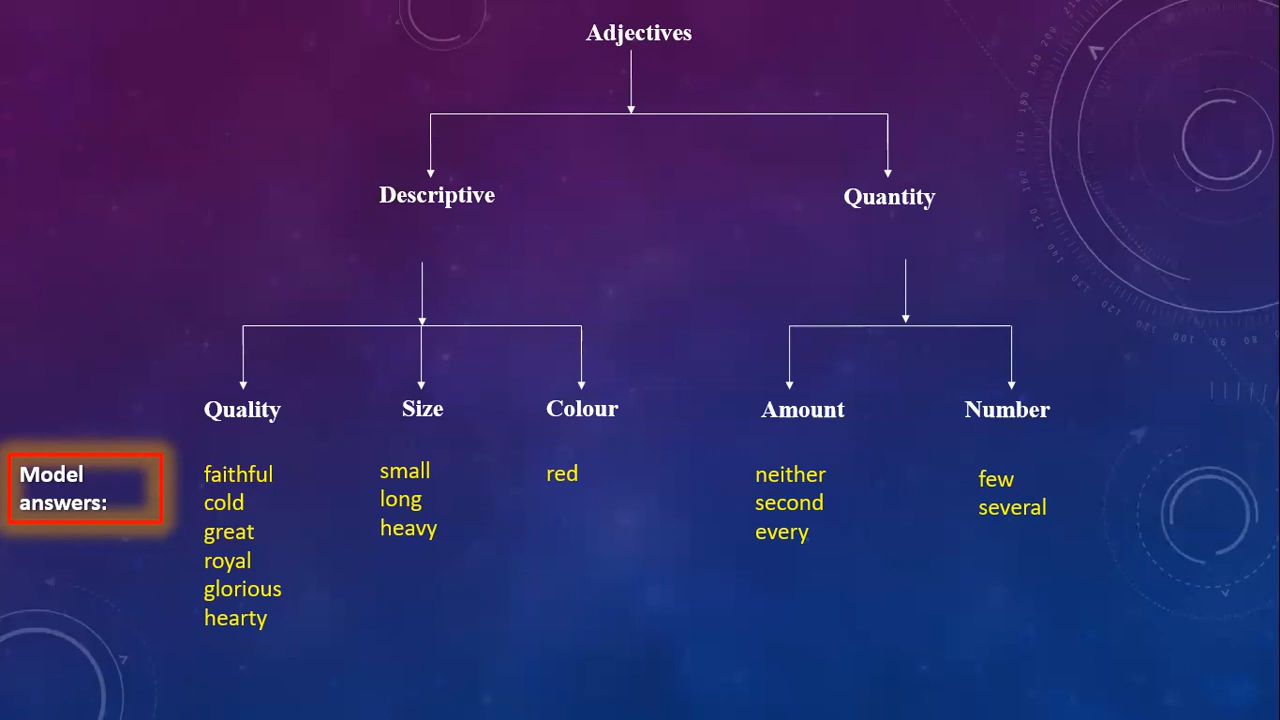 Adjectives
Descriptive
Quantity
Quality
Size
Colour
Amount
Number
Model
answers:
faithful
cold
great
royal
glorious
hearty
small
long
heavy
red
neither
second
every
few
several